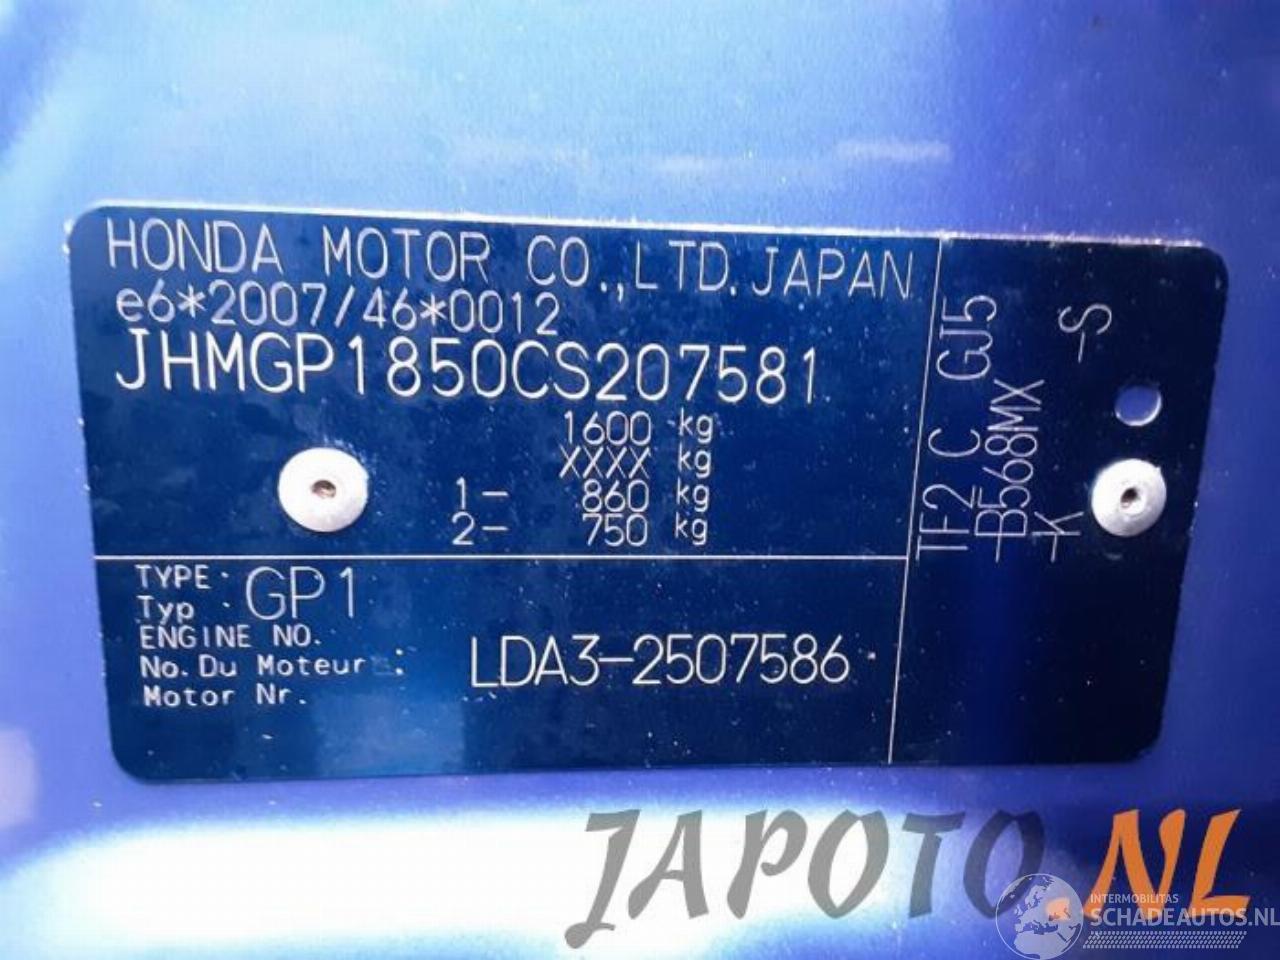 HONDA MOTOR CO.,LTD.JAPAN
e6*2007/46*0012
JHMGP1850CS207581
1600 kg
XXXX kg
1- 860 kg
2- 750 kg
TYPE
Typ : GP1
ENGINE NO.
No.Du Moteur : LDA3-2507586
Motor Nr.
TF2 C GJ5
-B568MX -S
-K
JAPOTO.NL
INTERMOBILITAS
SCHADEAUTOS.NL